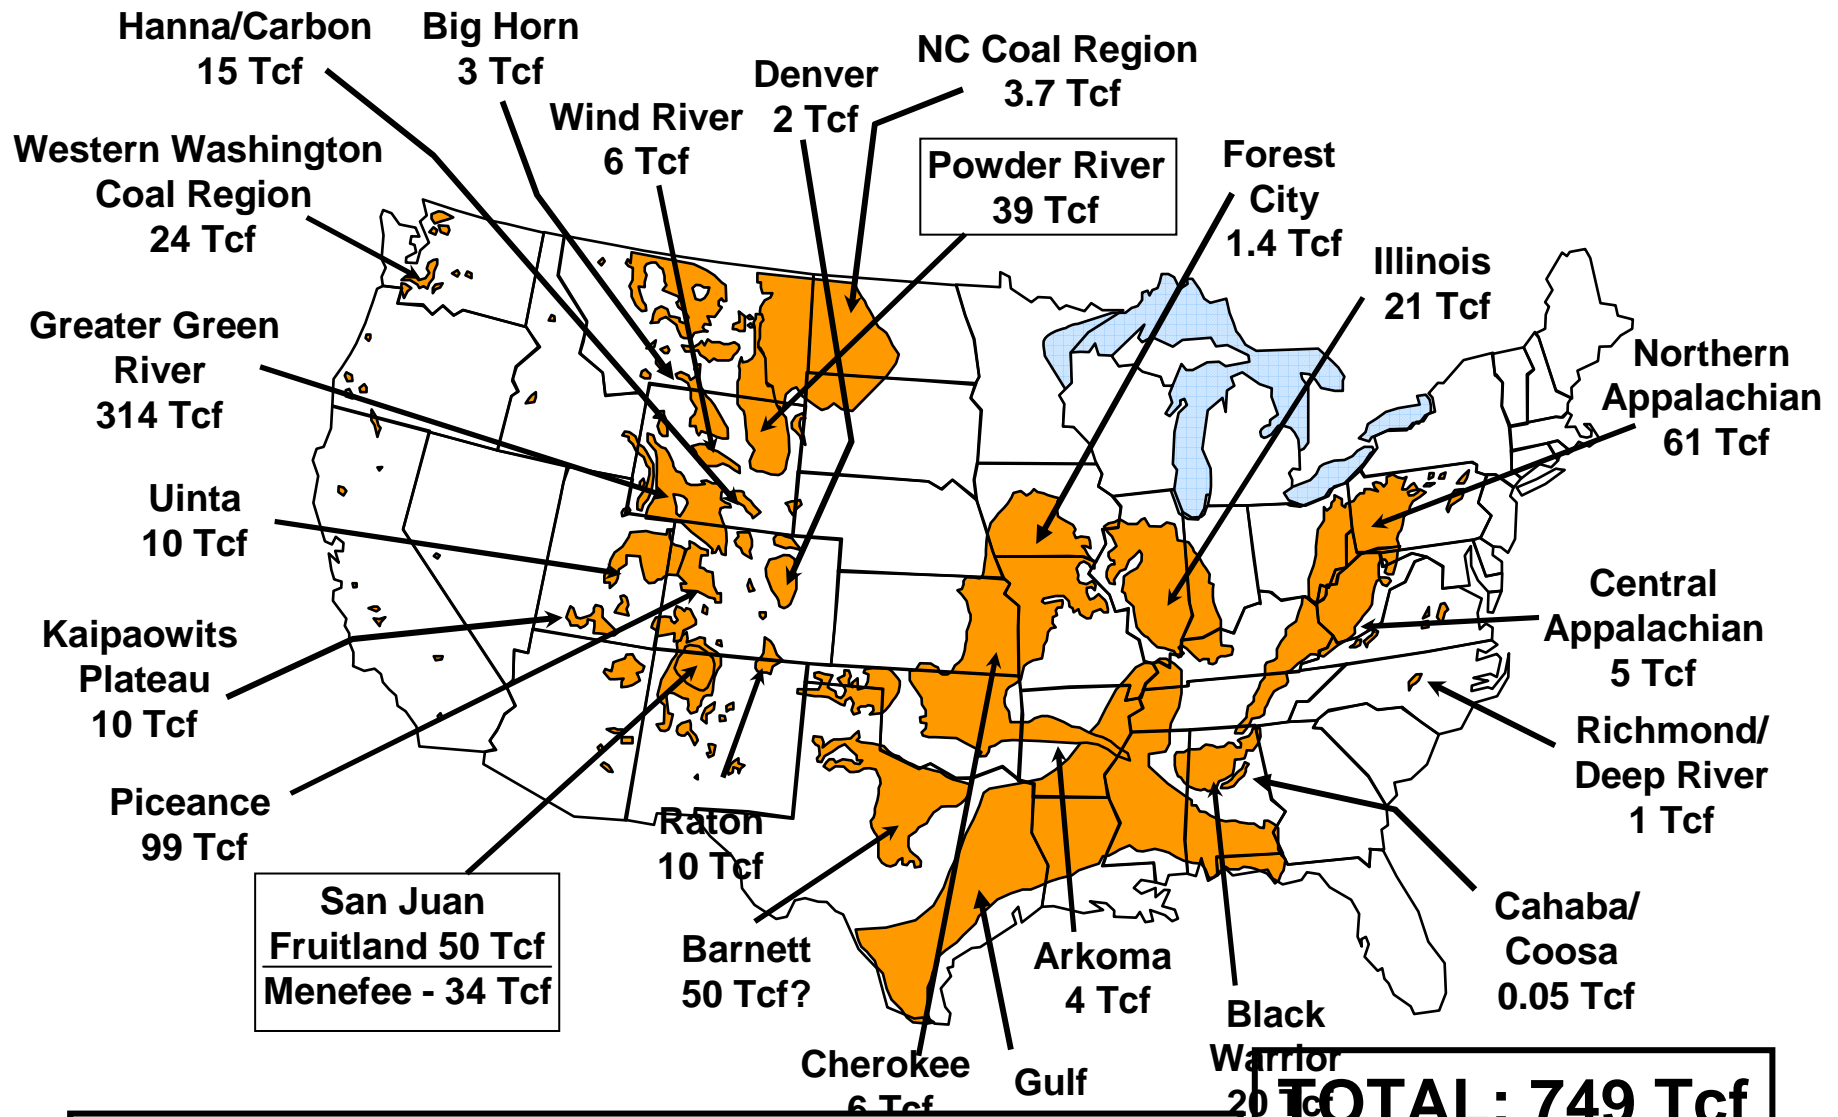 Hanna/Carbon
15 Tcf
Big Horn
3 Tcf
Wind River
6 Tcf
Denver
2 Tcf
NC Coal Region
3.7 Tcf
Powder River
39 Tcf
Forest
City
1.4 Tcf
Illinois
21 Tcf
Western Washington
Coal Region
24 Tcf
Greater Green
River
314 Tcf
Northern
Appalachian
61 Tcf
Uinta
10 Tcf
Central
Appalachian
5 Tcf
Kaipaowits
Plateau
10 Tcf
Richmond/
Deep River
1 Tcf
Piceance
99 Tcf
Raton
10 Tcf
San Juan
Fruitland 50 Tcf
Menefee - 34 Tcf
Barnett
50 Tcf?
Arkoma
4 Tcf
Cahaba/
Coosa
0.05 Tcf
Black
Warrior
20 Tcf
Cherokee
6 Tcf
Gulf
TOTAL: 749 Tcf